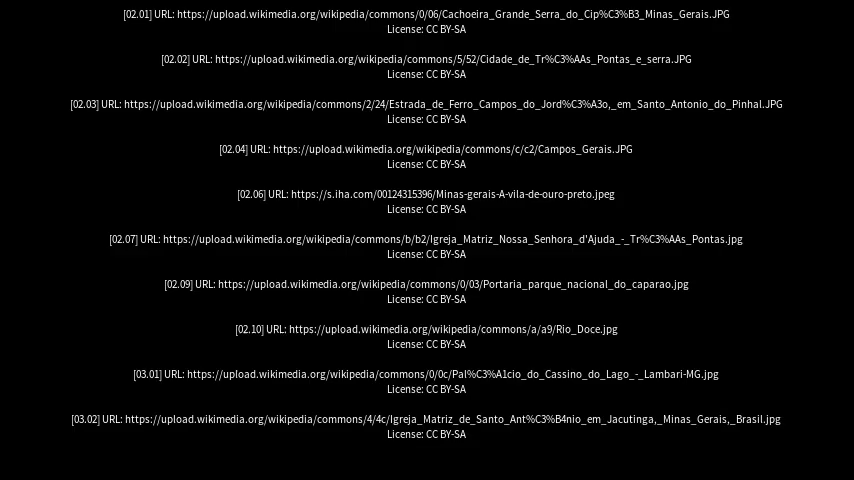 [02.01] URL: https://upload.wikimedia.org/wikipedia/commons/0/06/Cachoeira_Grande_Serra_do_Cip%C3%B3_Minas_Gerais.JPG
License: CC BY-SA
[02.02] URL: https://upload.wikimedia.org/wikipedia/commons/5/52/Cidade_de_Tr%C3%AAs_Pontas_e_serra.JPG
License: CC BY-SA
[02.03] URL: https://upload.wikimedia.org/wikipedia/commons/2/24/Estrada_de_Ferro_Campos_do_Jord%C3%A3o,_em_Santo_Antonio_do_Pinhal.JPG
License: CC BY-SA
[02.04] URL: https://upload.wikimedia.org/wikipedia/commons/c/c2/Campos_Gerais.JPG
License: CC BY-SA
[02.06] URL: https://s.iha.com/00124315396/Minas-gerais-A-vila-de-ouro-preto.jpeg
License: CC BY-SA
[02.07] URL: https://upload.wikimedia.org/wikipedia/commons/b/b2/Igreja_Matriz_Nossa_Senhora_d'Ajuda_-_Tr%C3%AAs_Pontas.jpg
License: CC BY-SA
[02.09] URL: https://upload.wikimedia.org/wikipedia/commons/0/03/Portaria_parque_nacional_do_caparao.jpg
License: CC BY-SA
[02.10] URL: https://upload.wikimedia.org/wikipedia/commons/a/a9/Rio_Doce.jpg
License: CC BY-SA
[03.01] URL: https://upload.wikimedia.org/wikipedia/commons/0/0c/Pal%C3%A1cio_do_Cassino_do_Lago_-_Lambari-MG.jpg
License: CC BY-SA
[03.02] URL: https://upload.wikimedia.org/wikipedia/commons/4/4c/Igreja_Matriz_de_Santo_Ant%C3%B4nio_em_Jacutinga,_Minas_Gerais,_Brasil.jpg
License: CC BY-SA